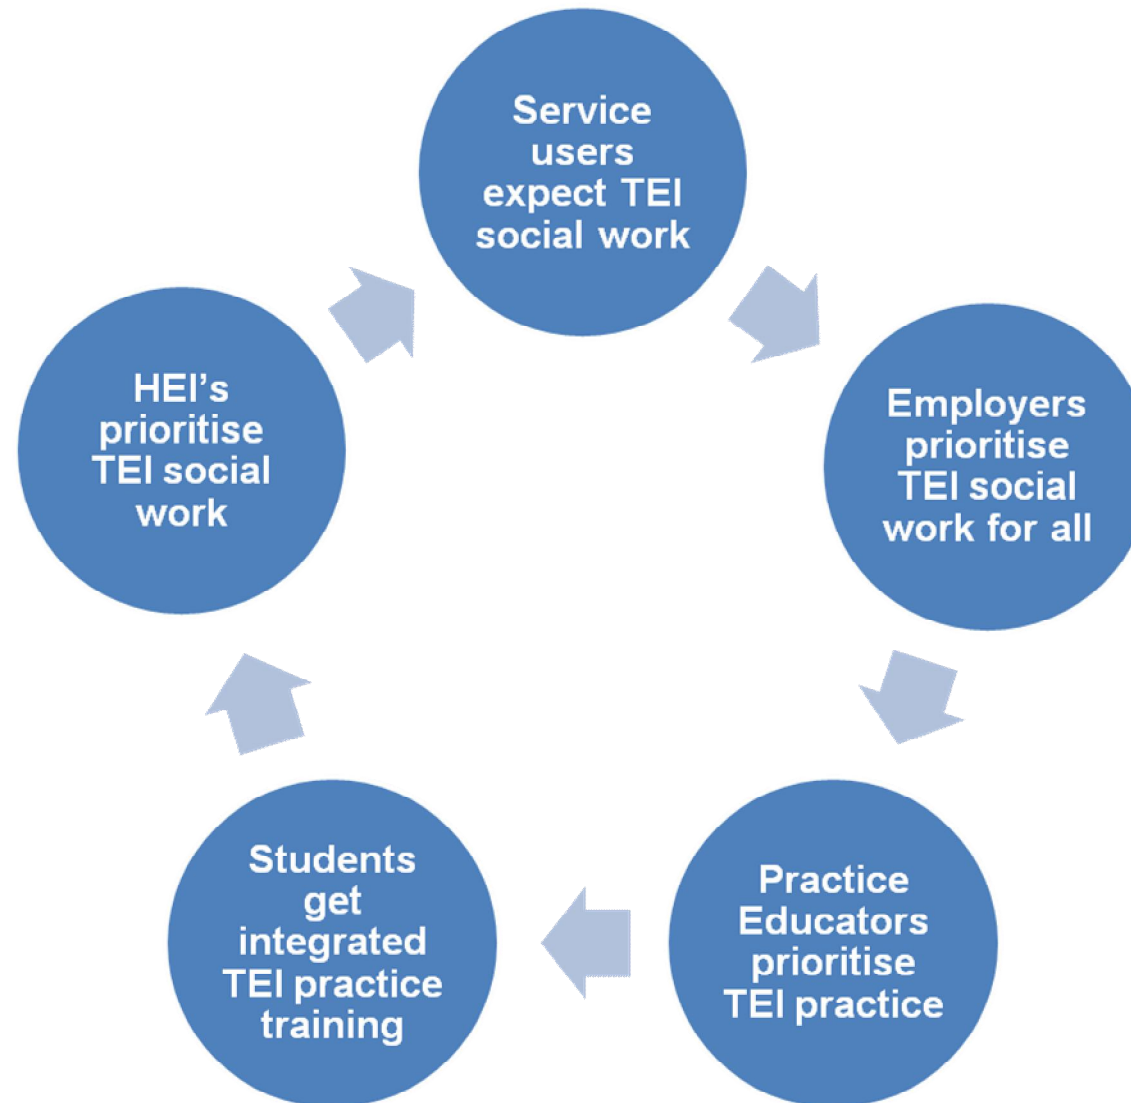 Service
users
expect TEI
social work
Employers
prioritise
TEI social
work for all
Practice
Educators
prioritise
TEI practice
Students
get
integrated
TEI practice
training
HEI’s
prioritise
TEI social
work